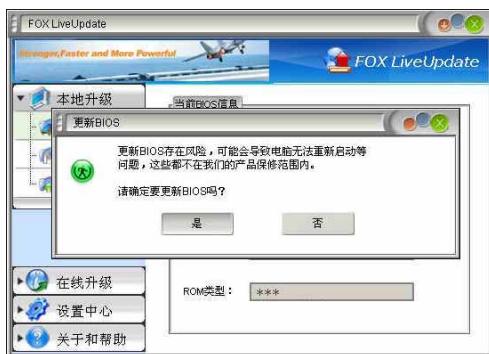 FOX LiveUpdate
Stronger,Faster and More Powerful
FOX LiveUpdate
本地升级
当前BIOS信息
更新BIOS
更新BIOS存在风险，可能会导致电脑无法重新启动等
问题，这些都不在我们的产品保修范围内。
请确定要更新BIOS吗？
是
否
在线升级
ROM类型：
***
设置中心
关于和帮助